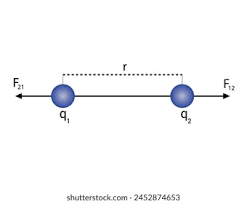 r
F₂₁ F₁₂
q₁ q₂
shutterstock.com · 2452874653